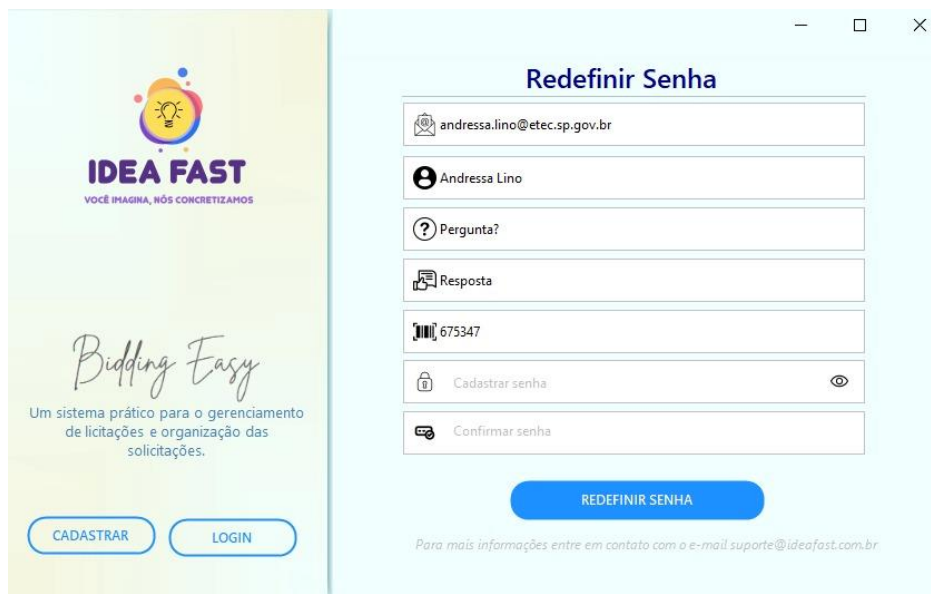 IDEA FAST
VOCÊ IMAGINA, NÓS CONCRETIZAMOS
Bidding Easy
Um sistema prático para o gerenciamento
de licitações e organização das
solicitações.
CADASTRAR
LOGIN
Redefinir Senha
andressa.lino@etec.sp.gov.br
Andressa Lino
Pergunta?
Resposta
675347
Cadastrar senha
Confirmar senha
REDEFINIR SENHA
Para mais informações entre em contato com o e-mail suporte@ideafast.com.br